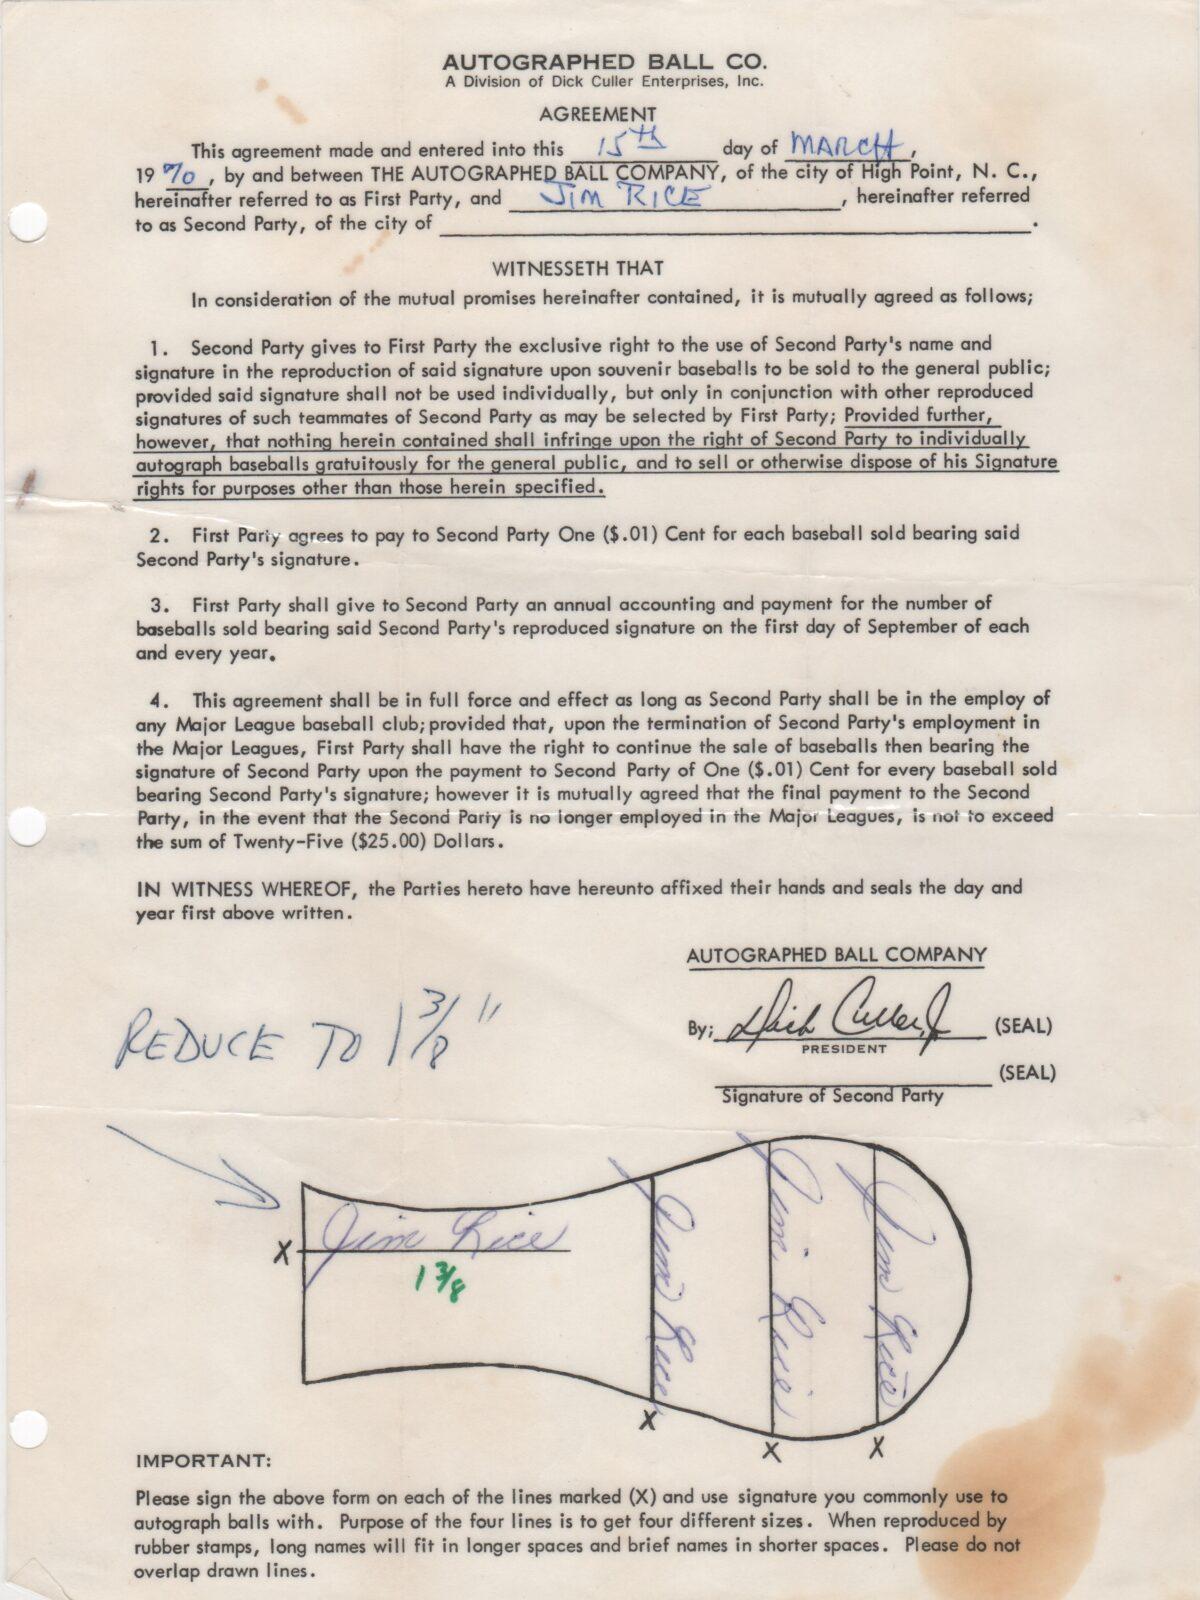 AUTOGRAPHED BALL CO.
A Division of Dick Culler Enterprises, Inc.
AGREEMENT
This agreement made and entered into this 15th day of MARCH,
19 70, by and between THE AUTOGRAPHED BALL COMPANY, of the city of High Point, N. C.,
hereinafter referred to as First Party, and JIM RICE, hereinafter referred
to as Second Party, of the city of .
WITNESSETH THAT
In consideration of the mutual promises hereinafter contained, it is mutually agreed as follows;
1. Second Party gives to First Party the exclusive right to the use of Second Party's name and
signature in the reproduction of said signature upon souvenir baseballs to be sold to the general public;
provided said signature shall not be used individually, but only in conjunction with other reproduced
signatures of such teammates of Second Party as may be selected by First Party; Provided further,
however, that nothing herein contained shall infringe upon the right of Second Party to individually
autograph baseballs gratuitously for the general public, and to sell or otherwise dispose of his Signature
rights for purposes other than those herein specified.
2. First Party agrees to pay to Second Party One ($.01) Cent for each baseball sold bearing said
Second Party's signature.
3. First Party shall give to Second Party an annual accounting and payment for the number of
baseballs sold bearing said Second Party's reproduced signature on the first day of September of each
and every year.
4. This agreement shall be in full force and effect as long as Second Party shall be in the employ of
any Major League baseball club; provided that, upon the termination of Second Party's employment in
the Major Leagues, First Party shall have the right to continue the sale of baseballs then bearing the
signature of Second Party upon the payment to Second Party of One ($.01) Cent for every baseball sold
bearing Second Party's signature; however it is mutually agreed that the final payment to the Second
Party, in the event that the Second Party is no longer employed in the Major Leagues, is not to exceed
the sum of Twenty-Five ($25.00) Dollars.
IN WITNESS WHEREOF, the Parties hereto have hereunto affixed their hands and seals the day and
year first above written.
AUTOGRAPHED BALL COMPANY
By; Dick Culler, Jr (SEAL)
PRESIDENT
REDUCE TO 1 3/8"
(SEAL)
Signature of Second Party
X Jim Rice
1 3/8
Jim Rice
Jim Rice
Jim Rice
X
X
X
IMPORTANT:
Please sign the above form on each of the lines marked (X) and use signature you commonly use to
autograph balls with. Purpose of the four lines is to get four different sizes. When reproduced by
rubber stamps, long names will fit in longer spaces and brief names in shorter spaces. Please do not
overlap drawn lines.